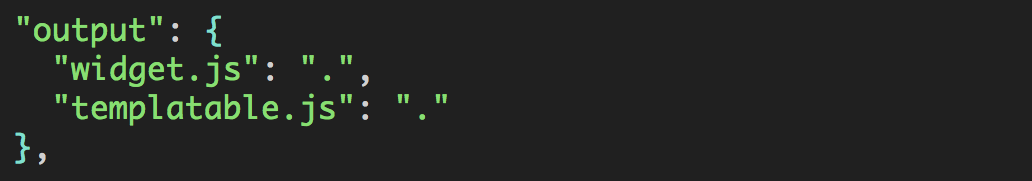 "output": {
  "widget.js": ".",
  "templatable.js": "."
},